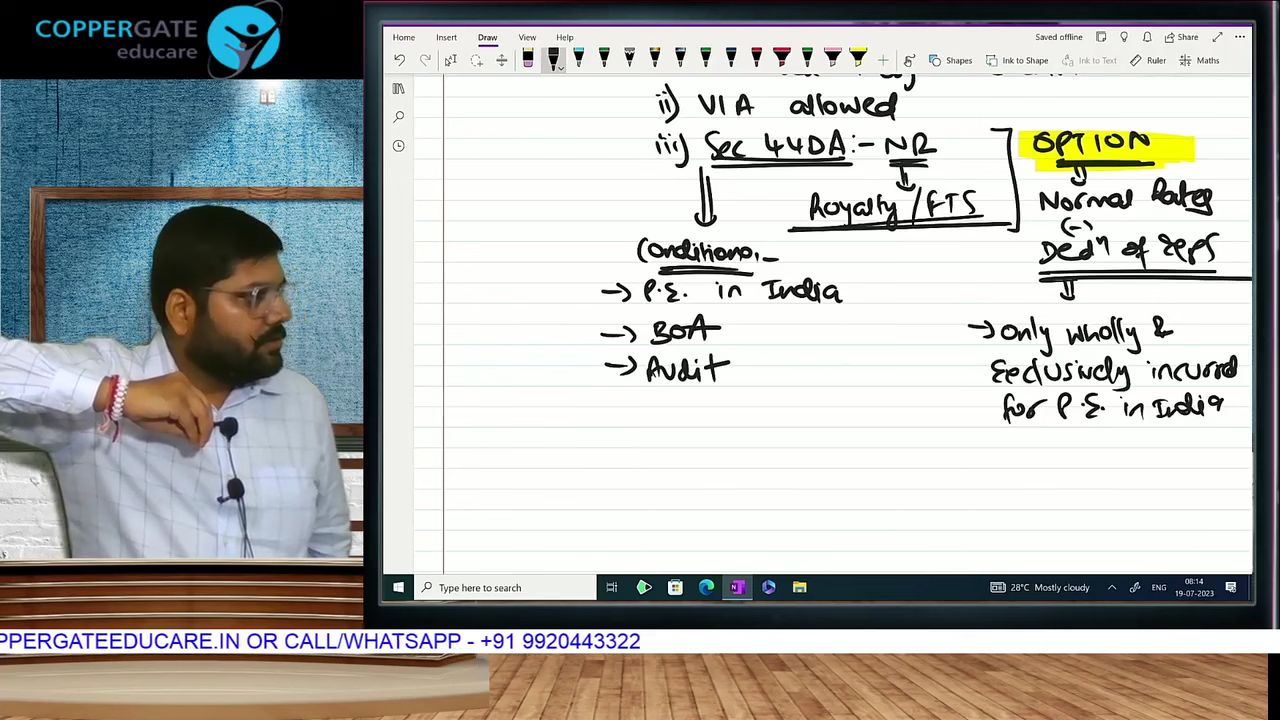 COPPERGATE
educare
Home Insert Draw View Help
Saved offline
Share
Shapes
Ink to Shape
Ink to Text
Ruler
Maths
ii) VIA allowed
iii) Sec 44DA:- NR
Royalty/FTS
Conditions:-
→ P.E. in India
→ BOA
→ Audit
OPTION
Normal Rates
(-)
Dedn of exps
→ only wholly &
exclusively incurred
for P.E. in India
Type here to search
28°C Mostly cloudy
ENG
08:14
19-07-2023
PPERGATEEDUCARE.IN OR CALL/WHATSAPP - +91 9920443322